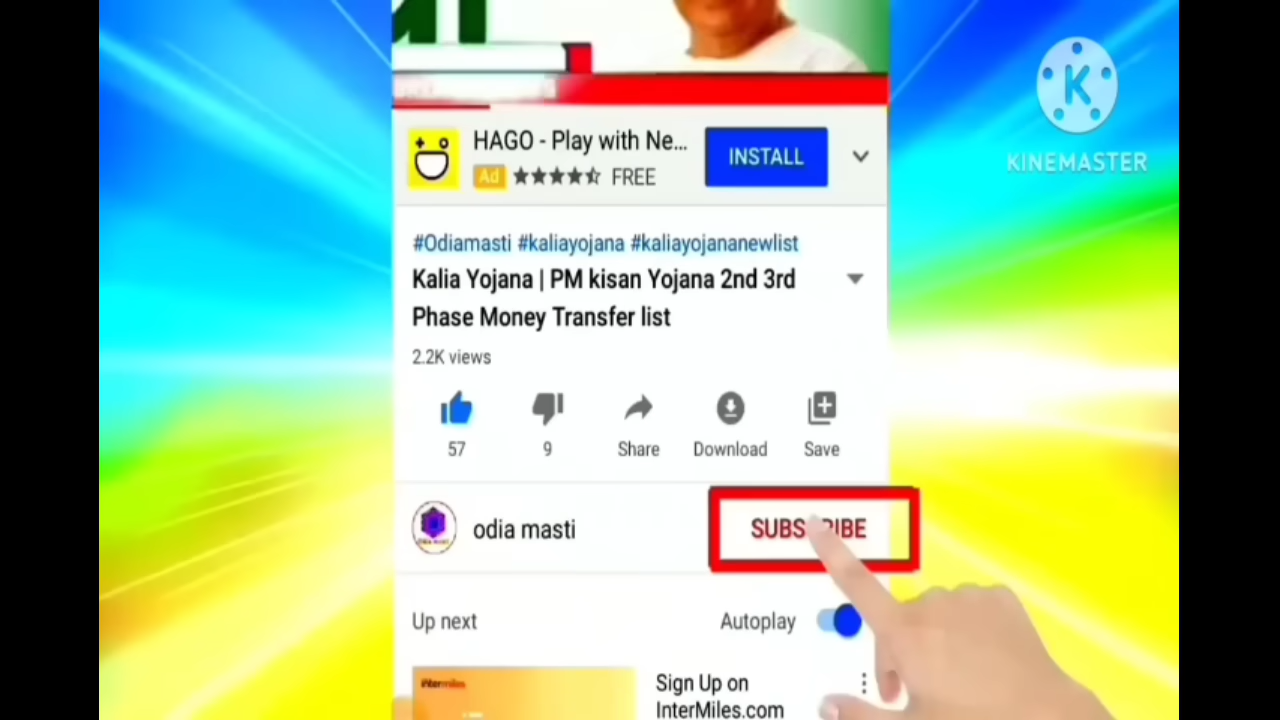 KINEMASTER
HAGO - Play with Ne...
INSTALL
Ad
FREE
#Odiamasti #kaliayojana #kaliayojananewlist
Kalia Yojana | PM kisan Yojana 2nd 3rd
Phase Money Transfer list
2.2K views
57
9
Share
Download
Save
odia masti
SUBSCRIBE
Up next
Autoplay
intermiles
Sign Up on
InterMiles.com